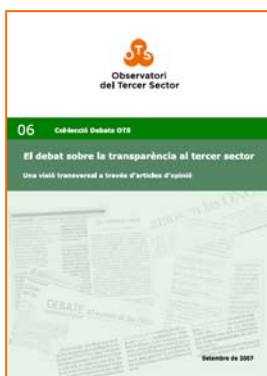 OTS
Observatori
del Tercer Sector
06 Col·lecció Debats OTS
El debat sobre la transparència al tercer sector
Una visió transversal a través d'articles d'opinió
DEBATE
Setembre de 2007